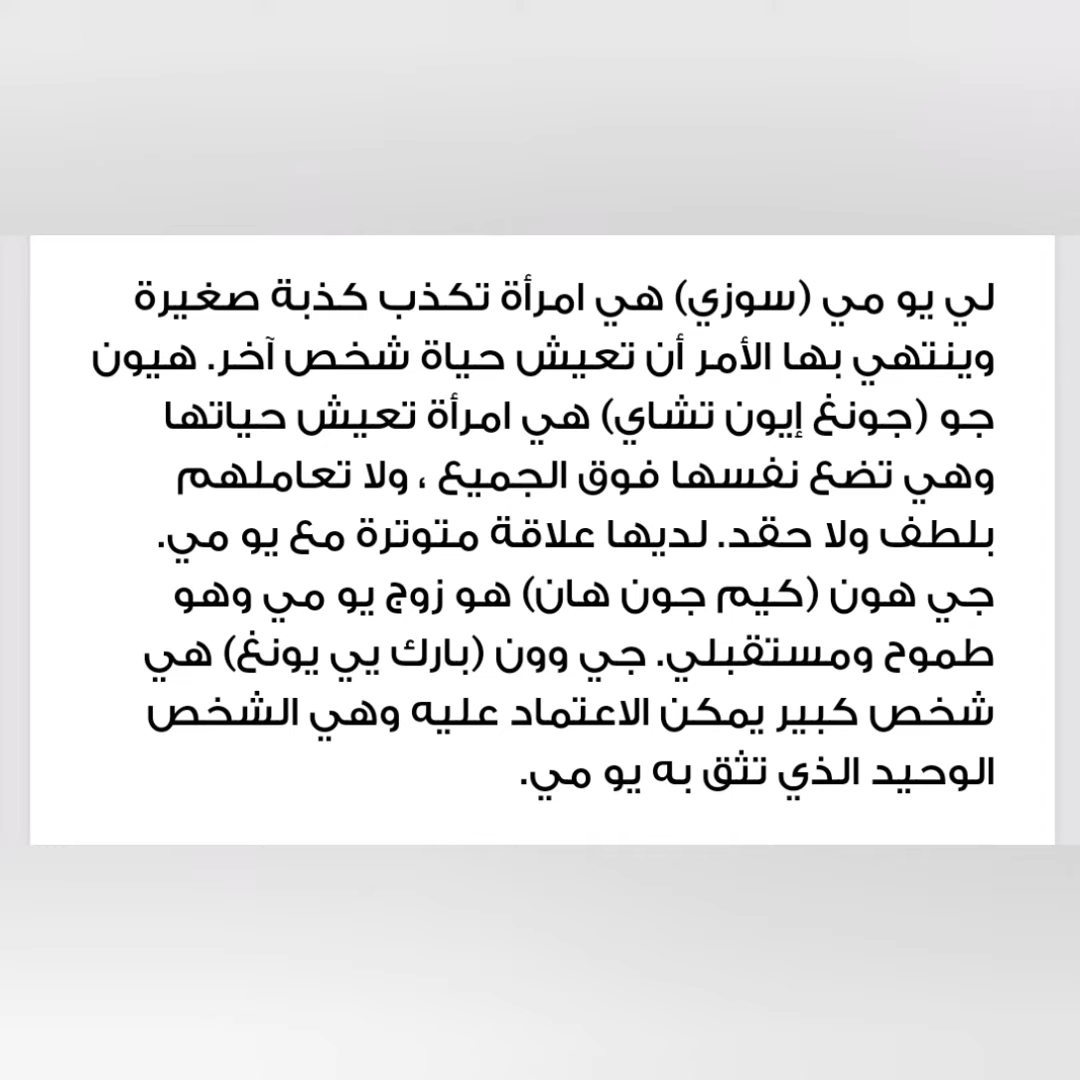 لي يو مي (سوزي) هي امرأة تكذب كذبة صغيرة
وينتهي بها الأمر أن تعيش حياة شخص آخر. هيون
جو (جونغ إيون تشاي) هي امرأة تعيش حياتها
وهي تضع نفسها فوق الجميع ، ولا تعاملهم
بلطف ولا حقد. لديها علاقة متوترة مع يو مي.
جي هون (كيم جون هان) هو زوج يو مي وهو
طموح ومستقبلي. جي وون (بارك يي يونغ) هي
شخص كبير يمكن الاعتماد عليه وهي الشخص
الوحيد الذي تثق به يو مي.